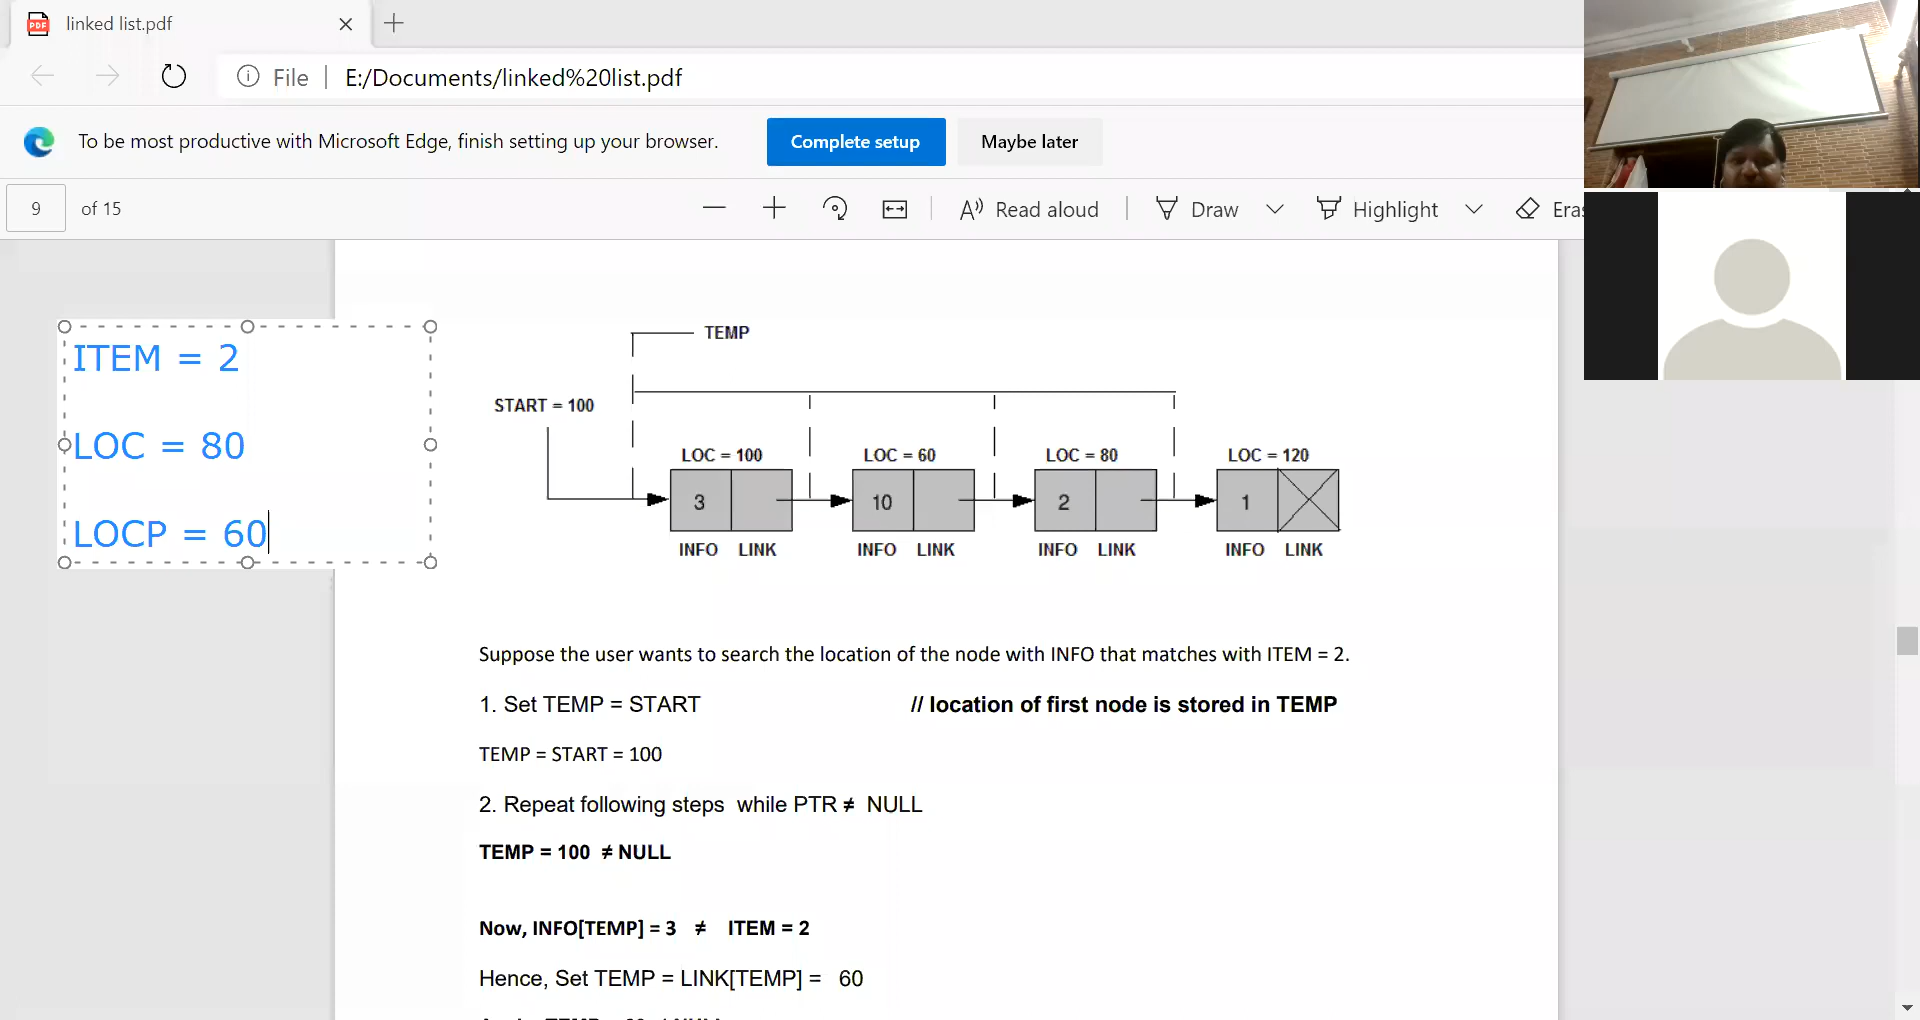 linked list.pdf
File | E:/Documents/linked%20list.pdf
To be most productive with Microsoft Edge, finish setting up your browser. Complete setup Maybe later
9 of 15 Read aloud Draw Highlight Eras
ITEM = 2
LOC = 80
LOCP = 60
TEMP
START = 100
LOC = 100 LOC = 60 LOC = 80 LOC = 120
3 10 2 1
INFO LINK INFO LINK INFO LINK INFO LINK
Suppose the user wants to search the location of the node with INFO that matches with ITEM = 2.
1. Set TEMP = START // location of first node is stored in TEMP
TEMP = START = 100
2. Repeat following steps while PTR ≠ NULL
TEMP = 100 ≠ NULL
Now, INFO[TEMP] = 3 ≠ ITEM = 2
Hence, Set TEMP = LINK[TEMP] = 60